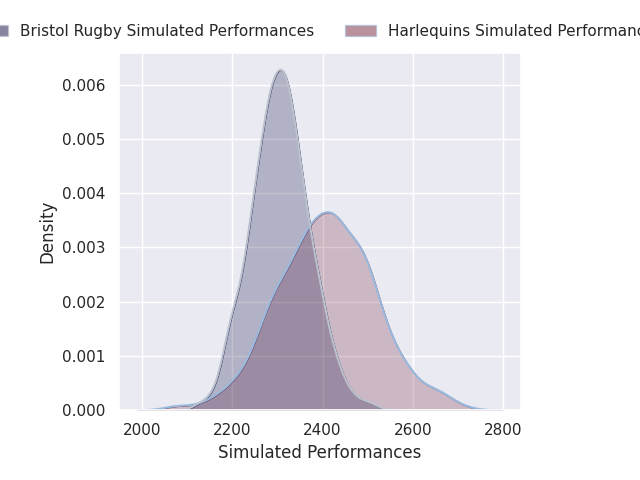 Bristol Rugby Simulated Performances
Harlequins Simulated
0.006
0.005
0.004
0.003
0.002
0.001
0.000
Density
2000 2200 2400 2600 2800
Simulated Performances